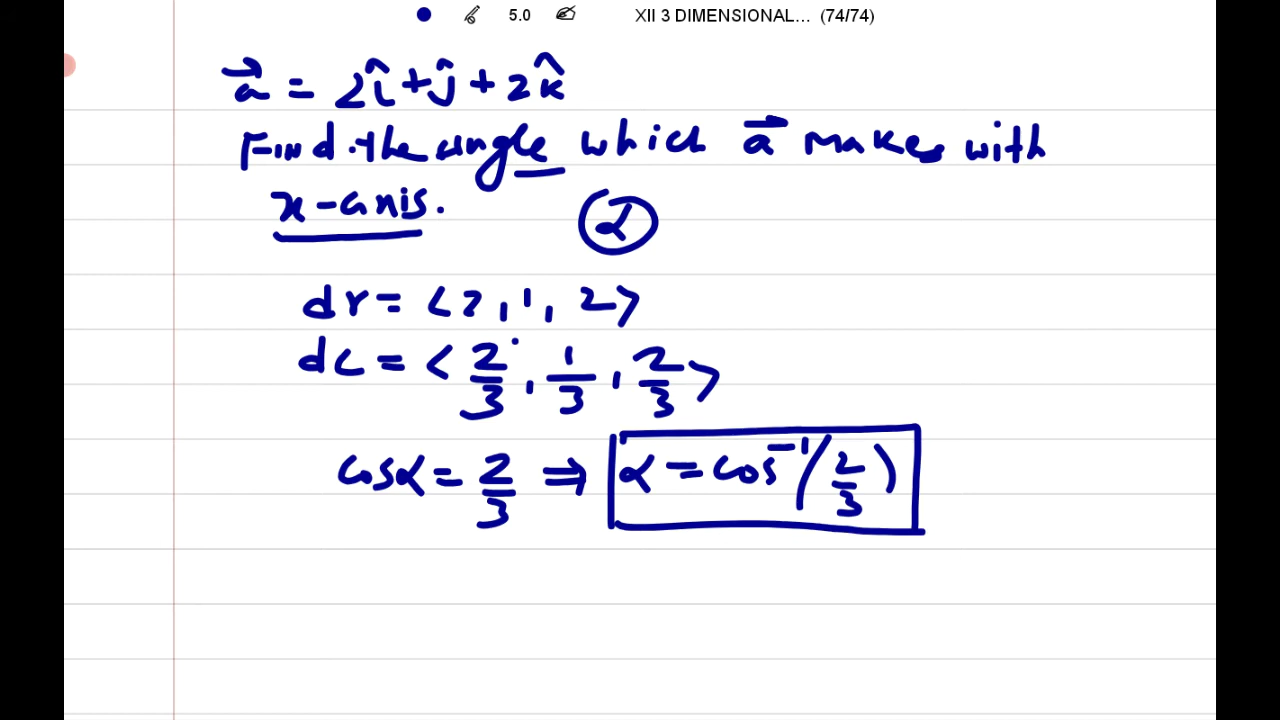 5.0 XII 3 DIMENSIONAL... (74/74)
a⃗ = 2î + ĵ + 2k̂
Find the angle which a⃗ makes with
x-axis. α
dr = <2, 1, 2>
dc = <2/3, 1/3, 2/3>
cosα = 2/3 ⇒ α = cos⁻¹(2/3)